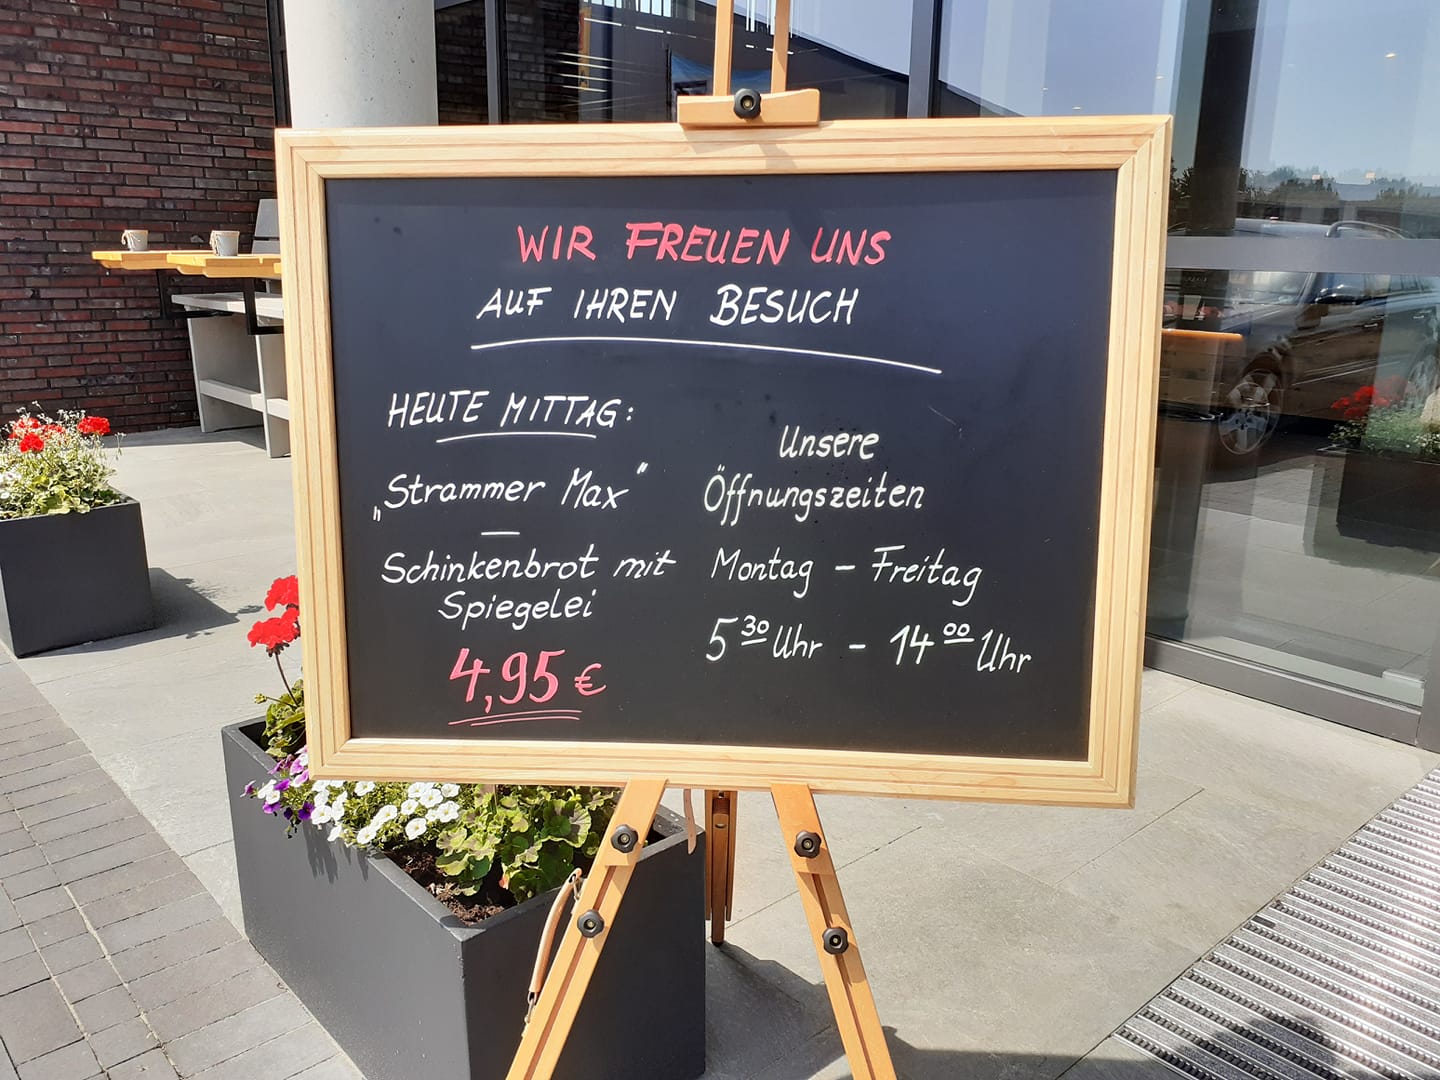 WIR FREUEN UNS
AUF IHREN BESUCH
HEUTE MITTAG:
„Strammer Max“
—
Schinkenbrot mit
Spiegelei
4,95 €
Unsere
Öffnungszeiten
Montag – Freitag
5³⁰ Uhr – 14⁰⁰ Uhr